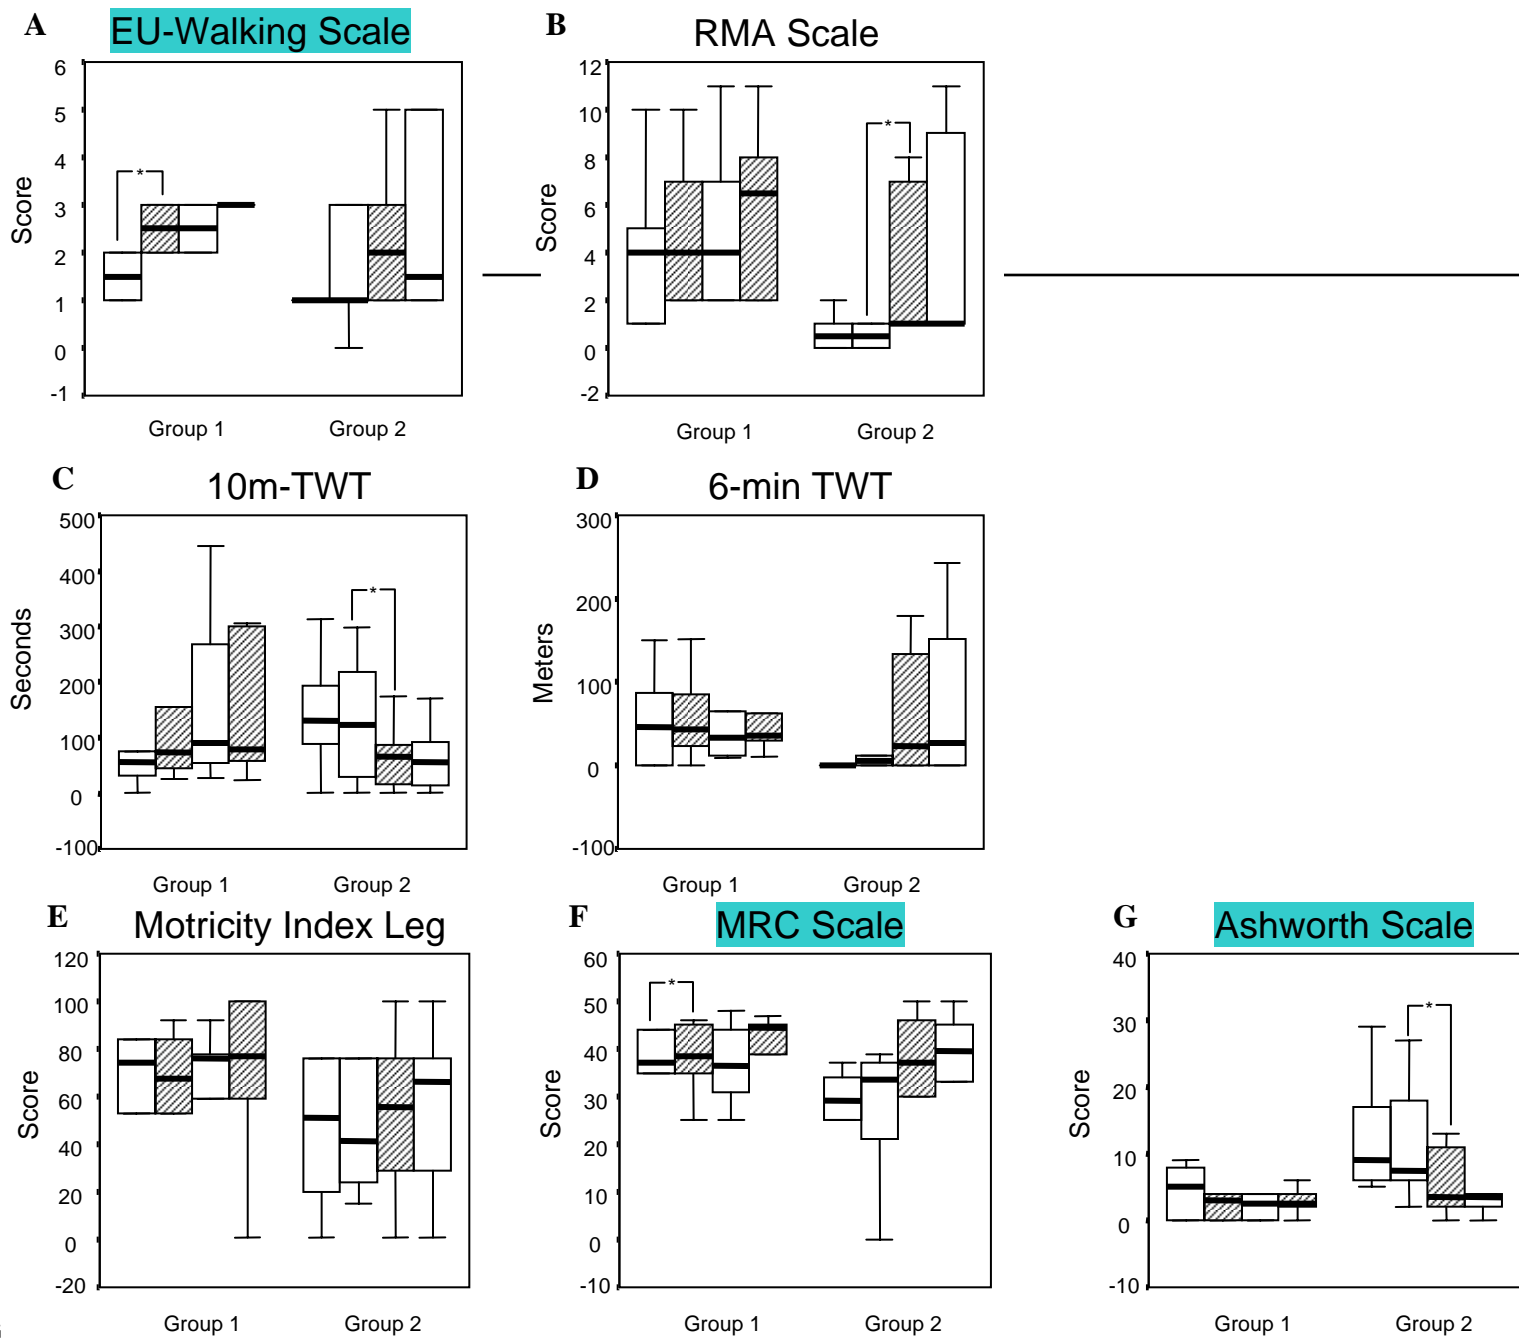 A EU-Walking Scale
6
5
4
3
2
1
0
-1
Score
*
Group 1 Group 2
B RMA Scale
12
10
8
6
4
2
0
-2
Score
*
Group 1 Group 2
C 10m-TWT
500
400
300
200
100
0
-100
Seconds
*
Group 1 Group 2
D 6-min TWT
300
200
100
0
-100
Meters
Group 1 Group 2
E Motricity Index Leg
120
100
80
60
40
20
0
-20
Score
Group 1 Group 2
F MRC Scale
60
50
40
30
20
10
0
-10
Score
*
Group 1 Group 2
G Ashworth Scale
40
30
20
10
0
-10
Score
*
Group 1 Group 2